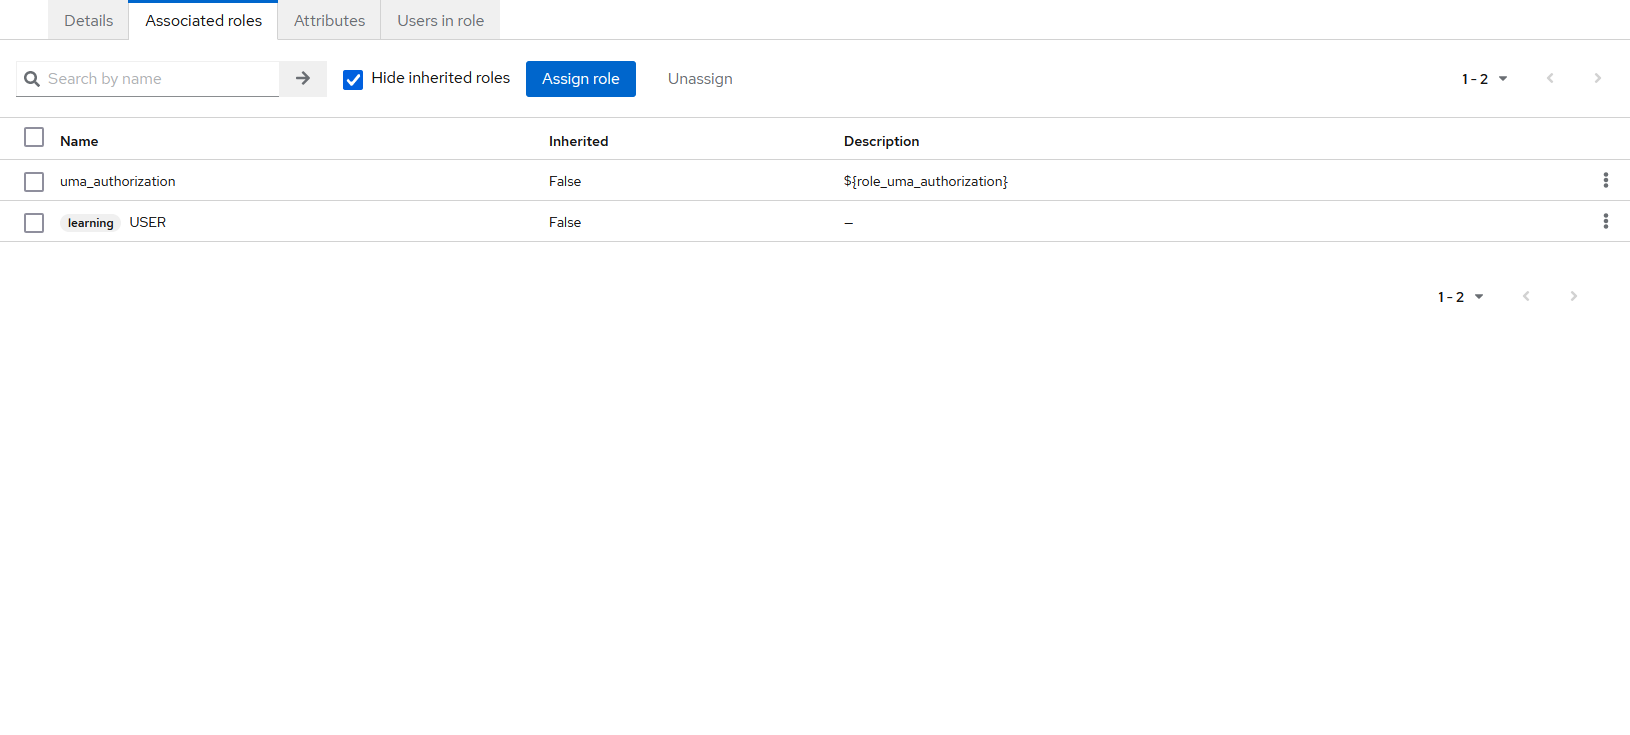 Details Associated roles Attributes Users in role
Search by name Hide inherited roles Assign role Unassign 1 - 2
Name Inherited Description
uma_authorization False ${role_uma_authorization}
learning USER False –
1 - 2